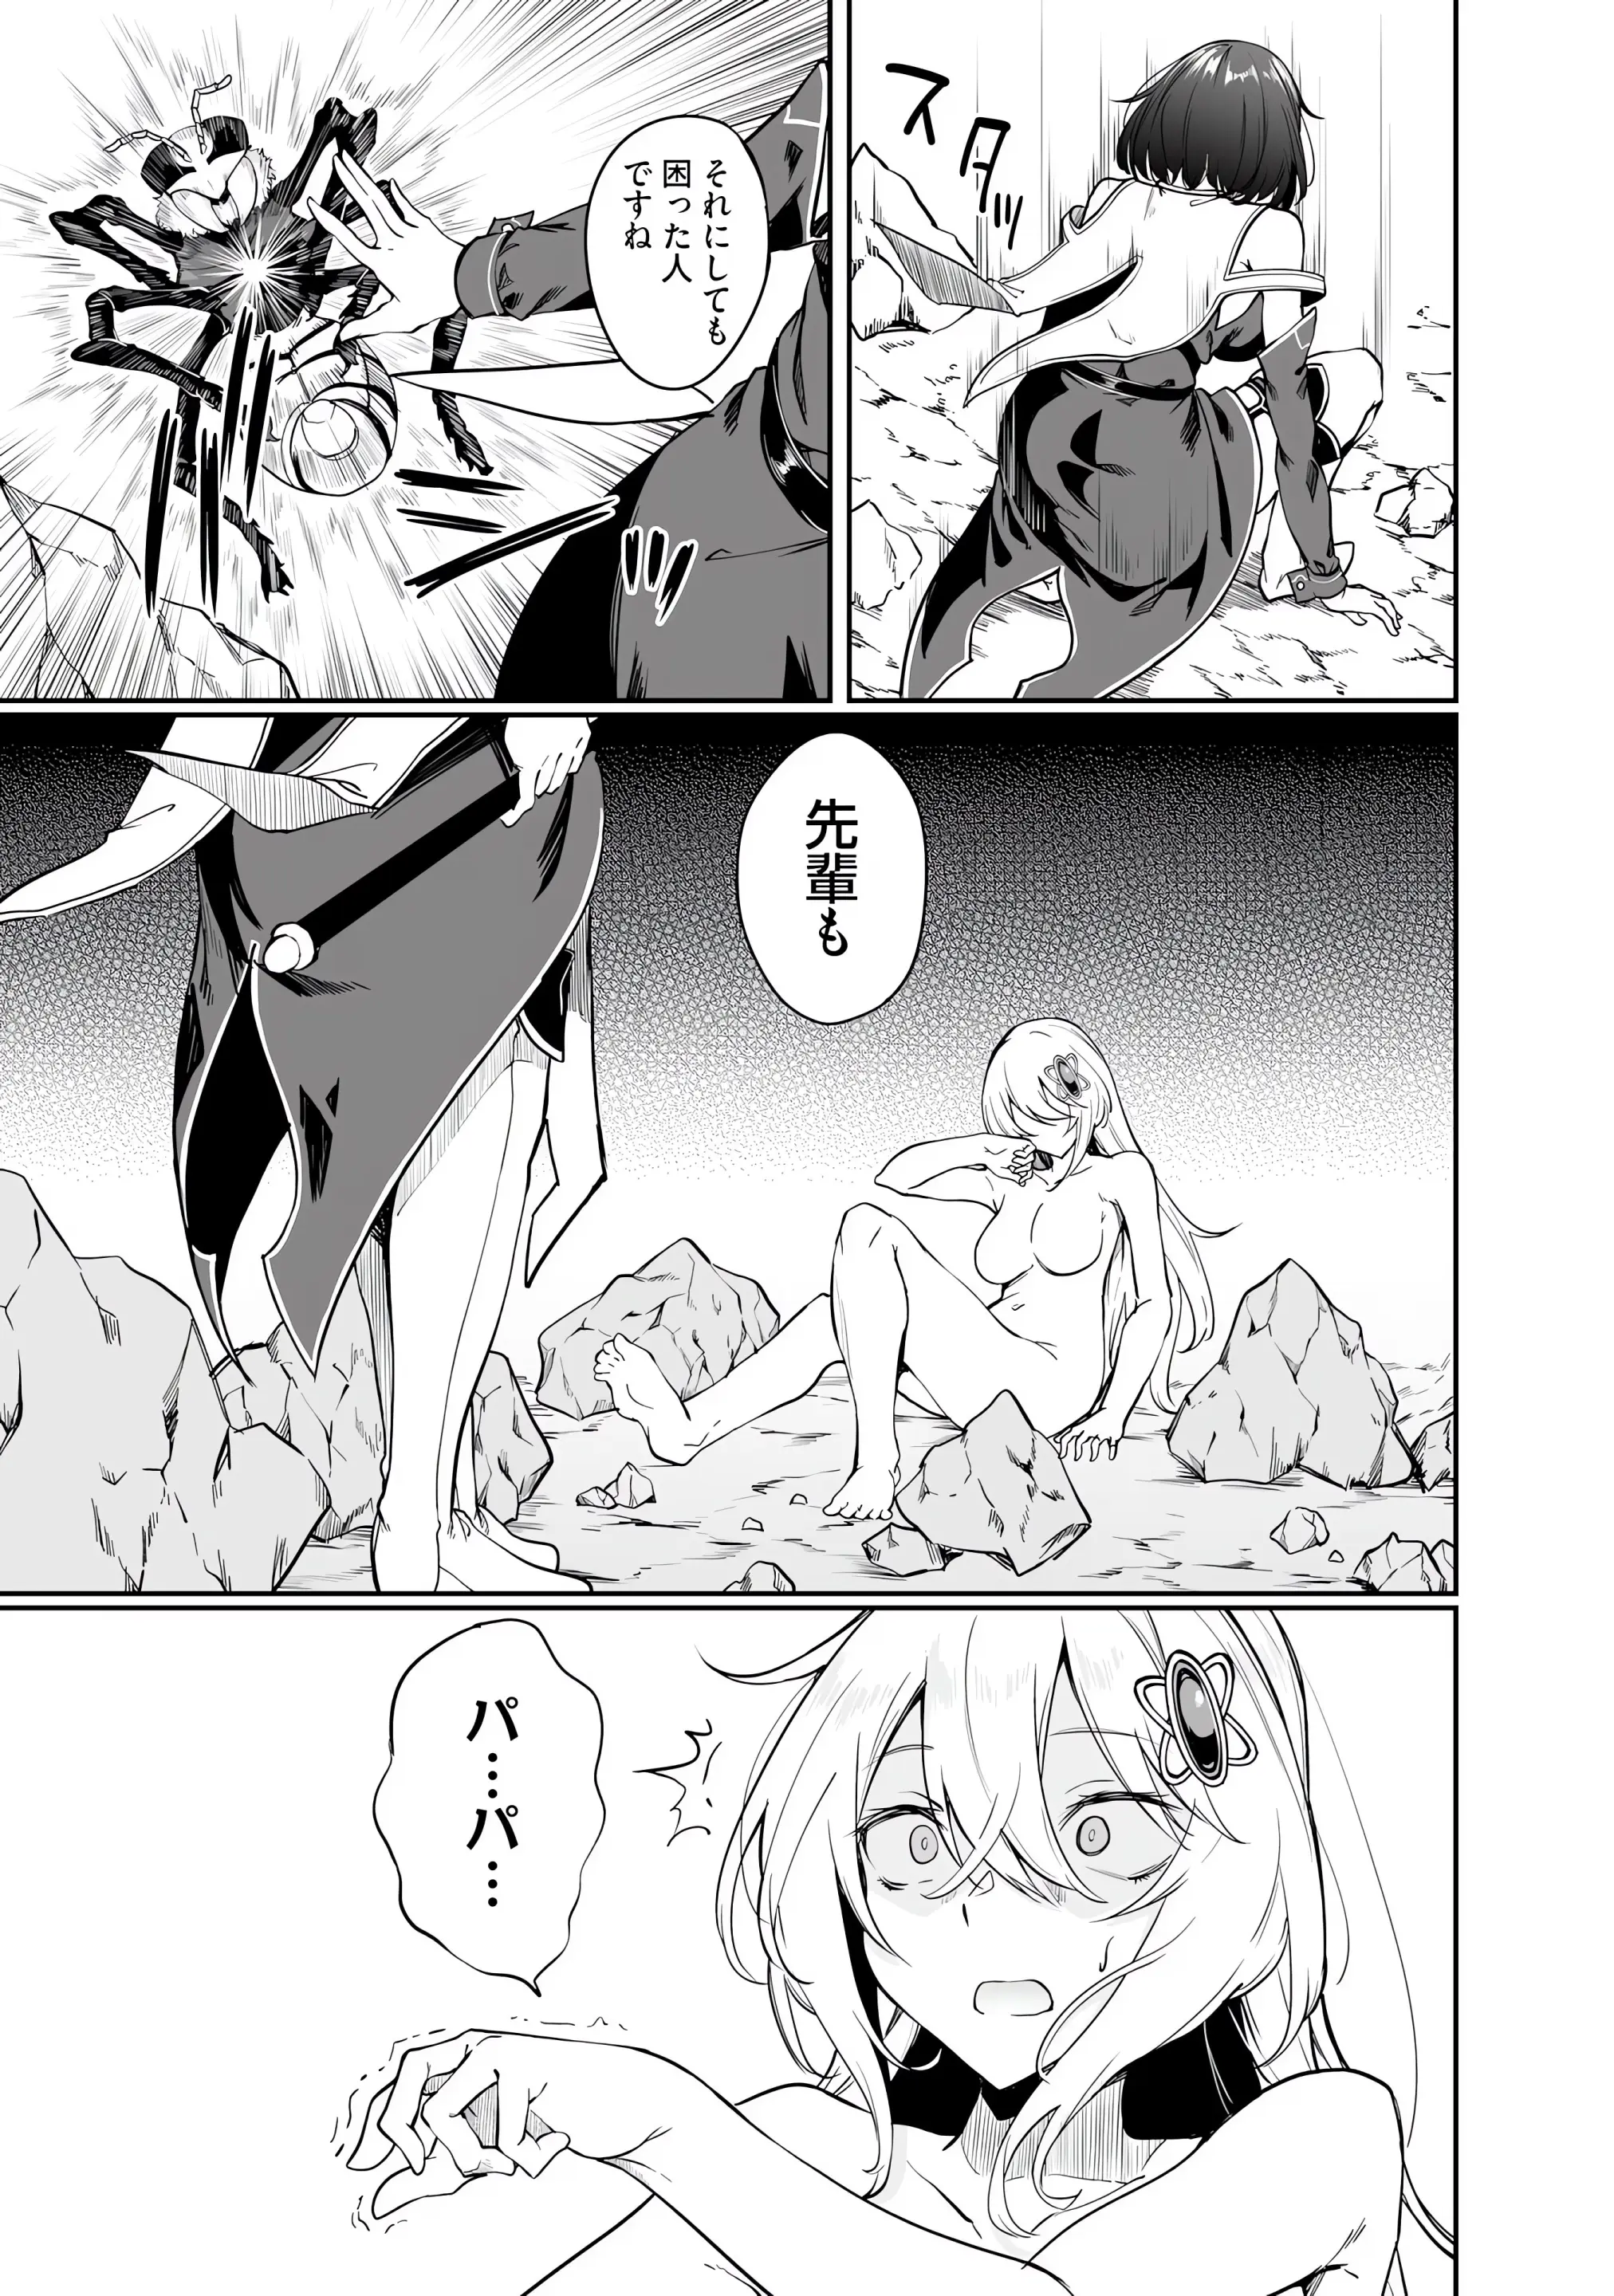 スタッ
それにしても
困った人
ですね
先輩も
パ…パ…